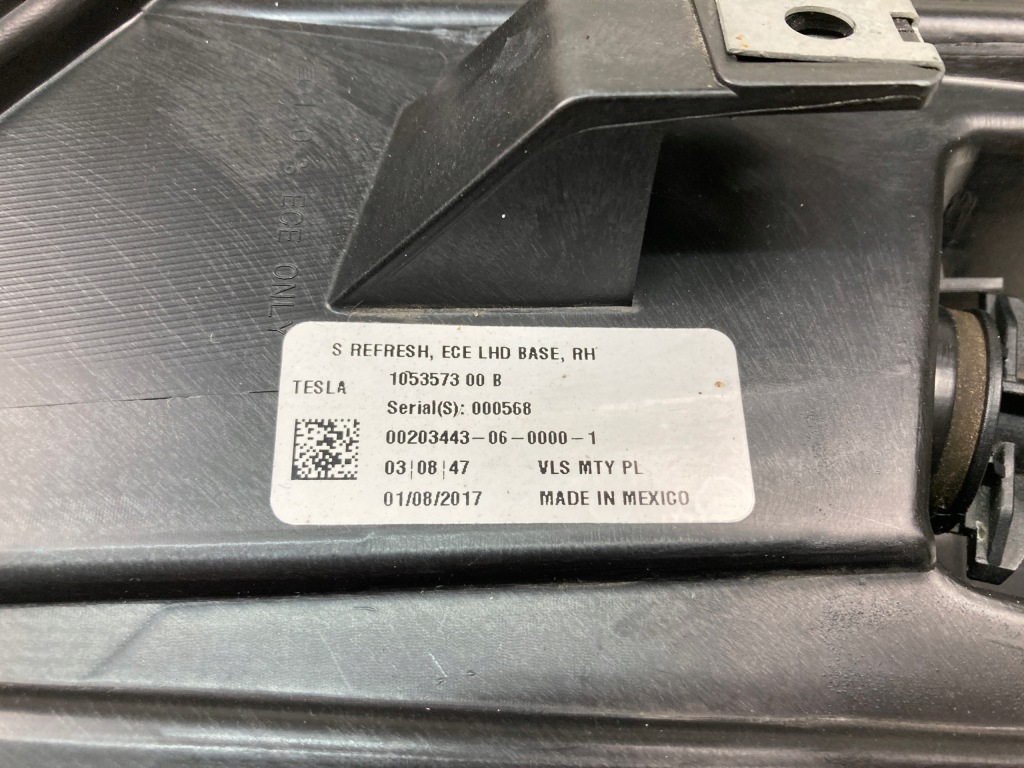 ECE ONLY
S REFRESH, ECE LHD BASE, RH
TESLA
1053573 00 B
Serial(S): 000568
00203443-06-0000-1
03|08|47 VLS MTY PL
01/08/2017 MADE IN MEXICO